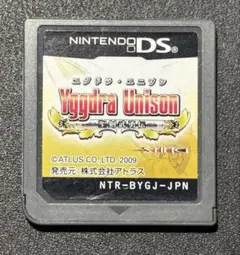 NINTENDO DS
ユグドラ・ユニゾン
Yggdra Unison
©ATLUS CO., LTD. 2009
発売元：株式会社アトラス
NTR-BYGJ-JPN